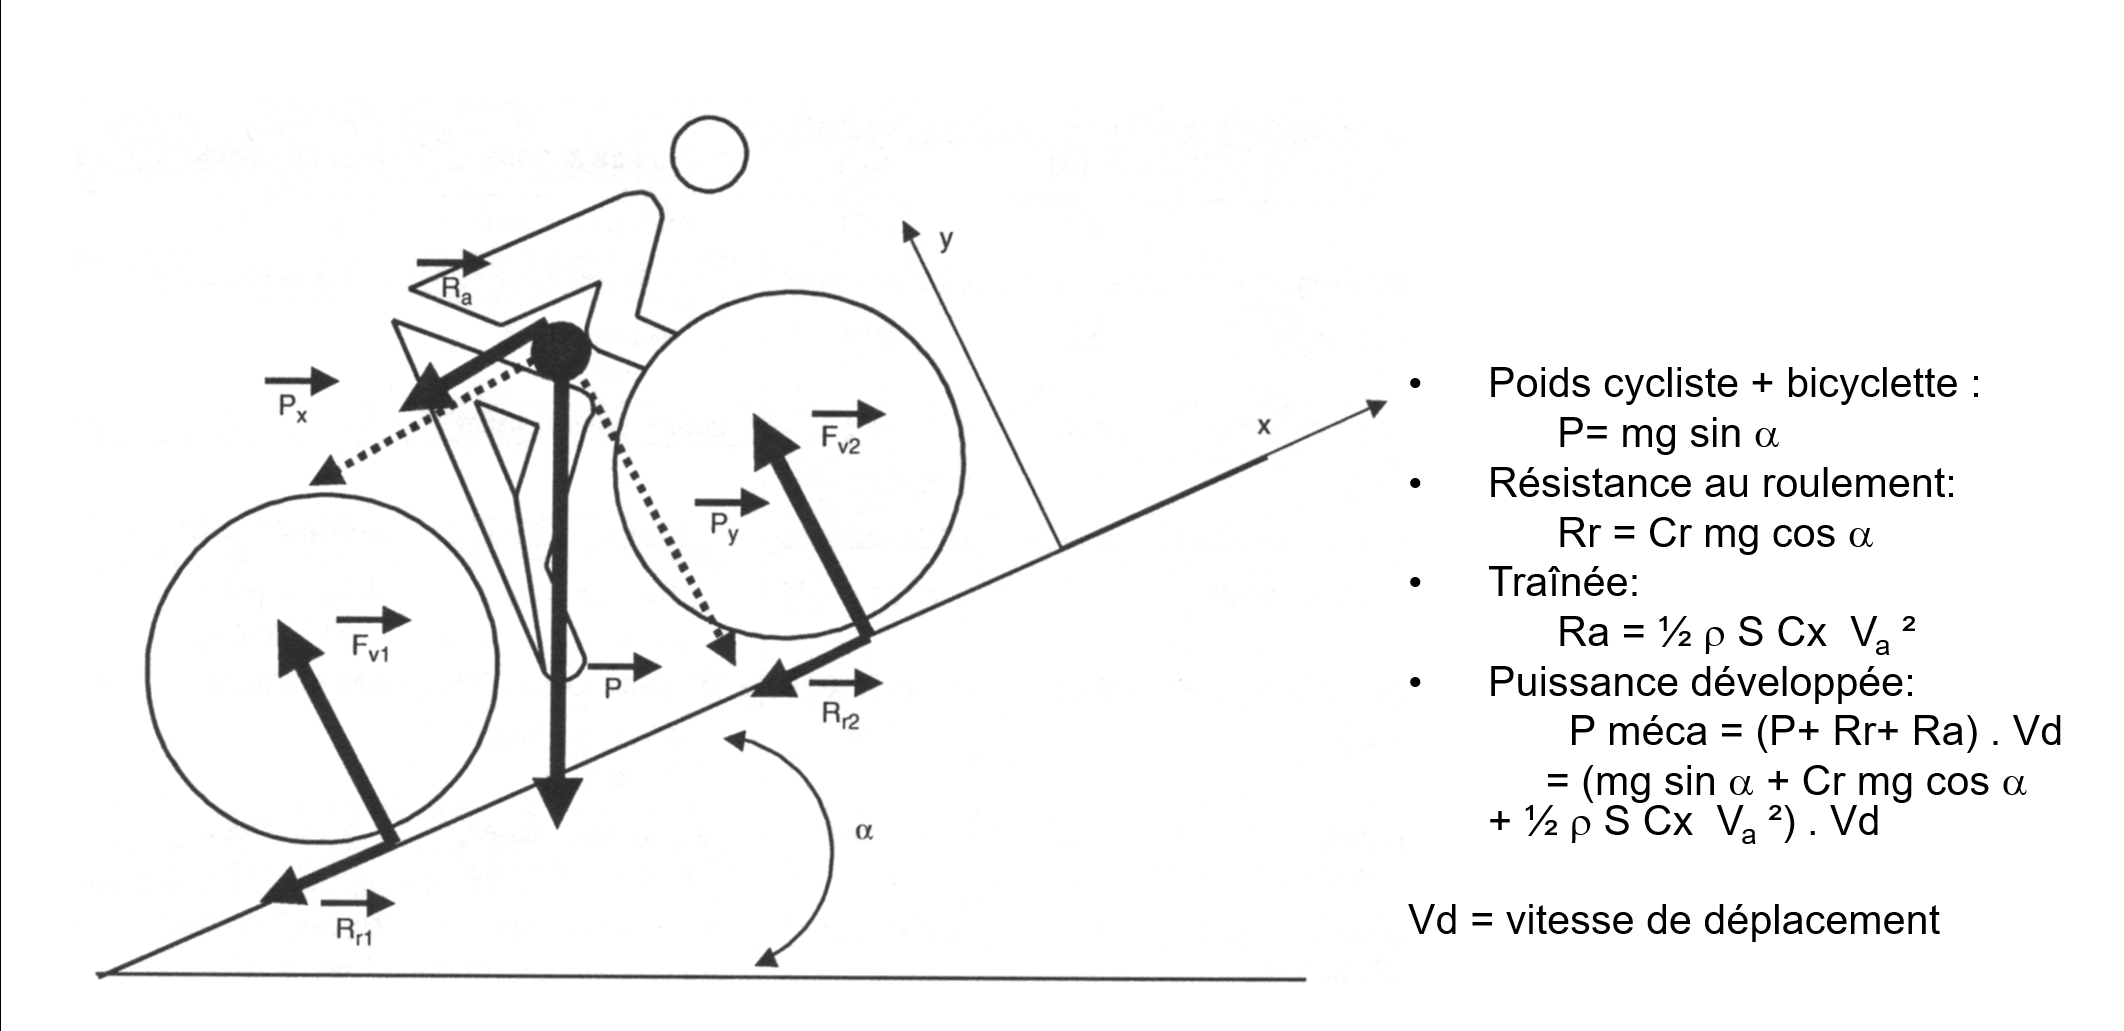 Ra
y
Px
Fv2
x
Py
Fv1
P
Rr2
α
Rr1
• Poids cycliste + bicyclette :
P= mg sin α
• Résistance au roulement:
Rr = Cr mg cos α
• Traînée:
Ra = ½ ρ S Cx Va ²
• Puissance développée:
P méca = (P+ Rr+ Ra) . Vd
= (mg sin α + Cr mg cos α
+ ½ ρ S Cx Va ²) . Vd
Vd = vitesse de déplacement